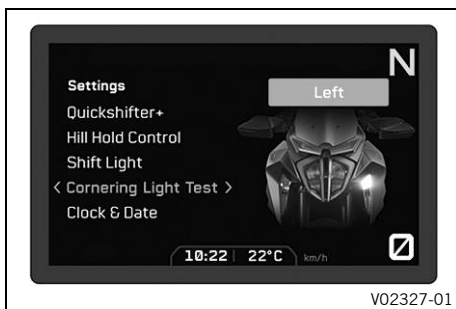 N
Settings
Left
Quickshifter+
Hill Hold Control
Shift Light
< Cornering Light Test >
Clock & Date
10:22 22°C km/h
0
V02327-01